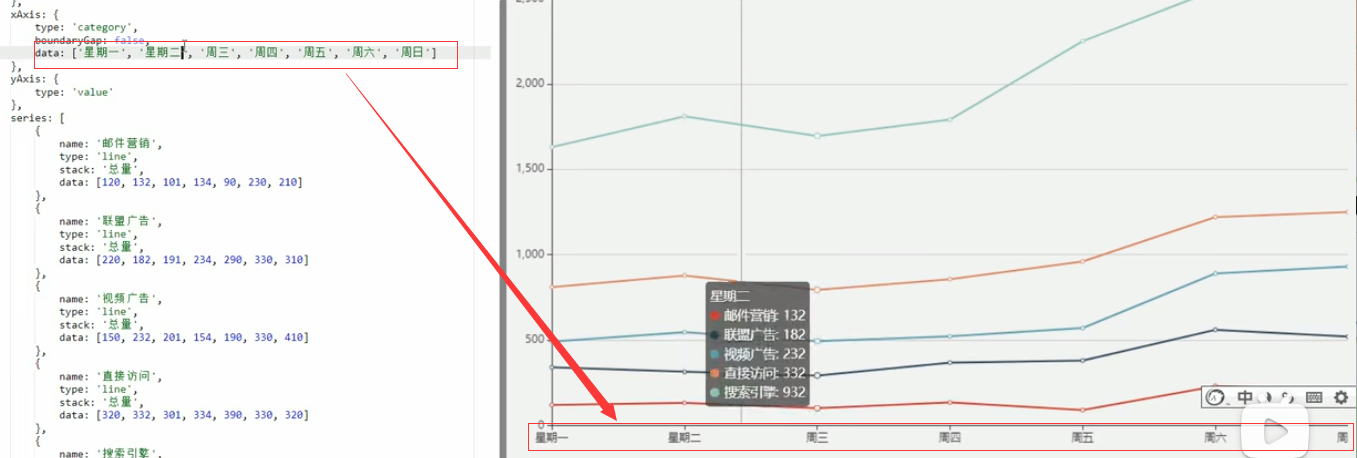 },
xAxis: {
type: 'category',
boundaryGap: false,
data: ['星期一', '星期二', '周三', '周四', '周五', '周六', '周日']
},
yAxis: {
type: 'value'
},
series: [
{
name: '邮件营销',
type: 'line',
stack: '总量',
data: [120, 132, 101, 134, 90, 230, 210]
},
{
name: '联盟广告',
type: 'line',
stack: '总量',
data: [220, 182, 191, 234, 290, 330, 310]
},
{
name: '视频广告',
type: 'line',
stack: '总量',
data: [150, 232, 201, 154, 190, 330, 410]
},
{
name: '直接访问',
type: 'line',
stack: '总量',
data: [320, 332, 301, 334, 390, 330, 320]
},
{
name: '搜索引擎',
2,500
2,000
1,500
1,000
500
0
星期二
邮件营销: 132
联盟广告: 182
视频广告: 232
直接访问: 332
搜索引擎: 932
中
星期一 星期二 周三 周四 周五 周六 周